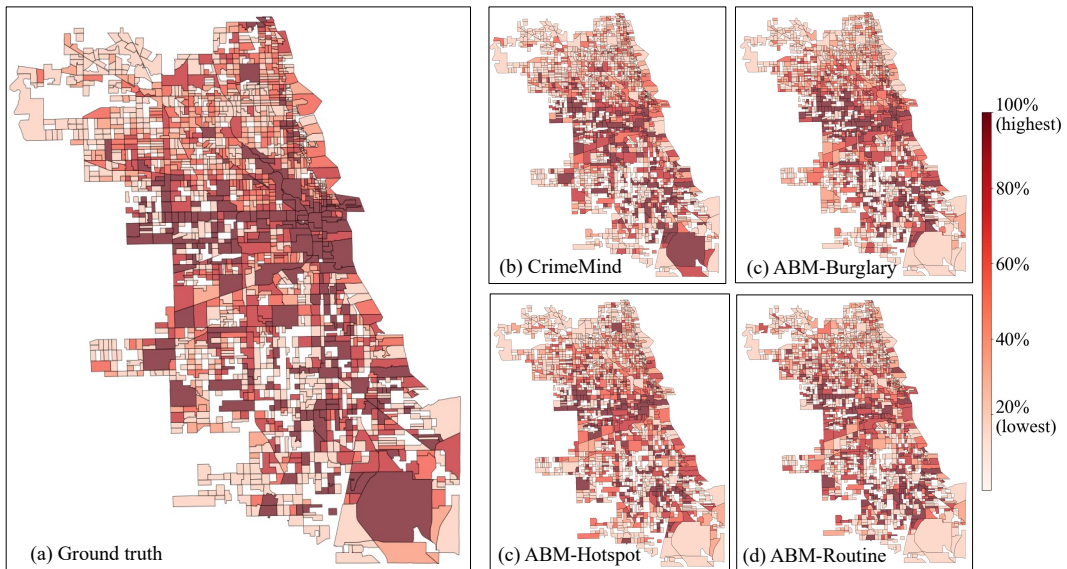 (a) Ground truth
(b) CrimeMind
(c) ABM-Burglary
(c) ABM-Hotspot
(d) ABM-Routine
100%
(highest)
80%
60%
40%
20%
(lowest)